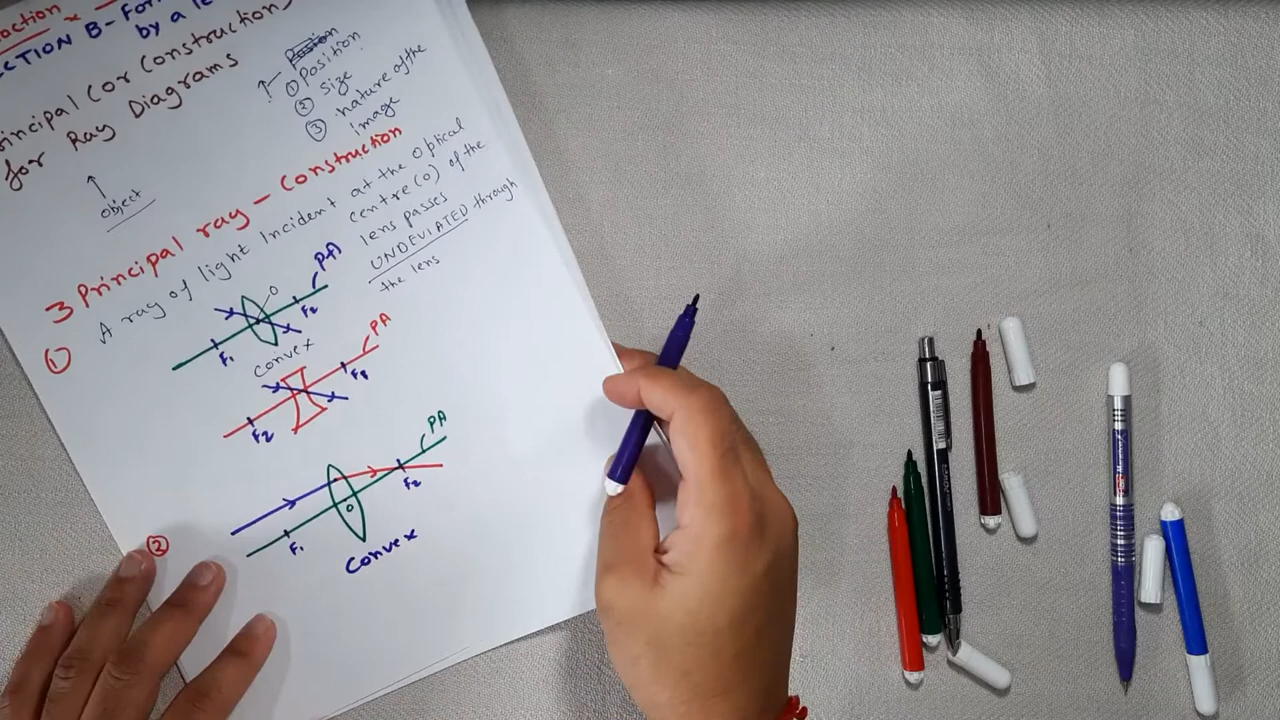 action
CTION B- For
by a le
rincipal (or Construction)
for Ray Diagrams
Position
① Position
② Size
③ nature of the
Image
Object
3 Principal ray - Construction
① A ray of light Incident at the Optical
centre (O) of the
lens passes
UNDEVIATED through
the lens
O
PA
F₁
F₂
Convex
PA
F₂
F₁
②
PA
O
F₁
F₂
Convex